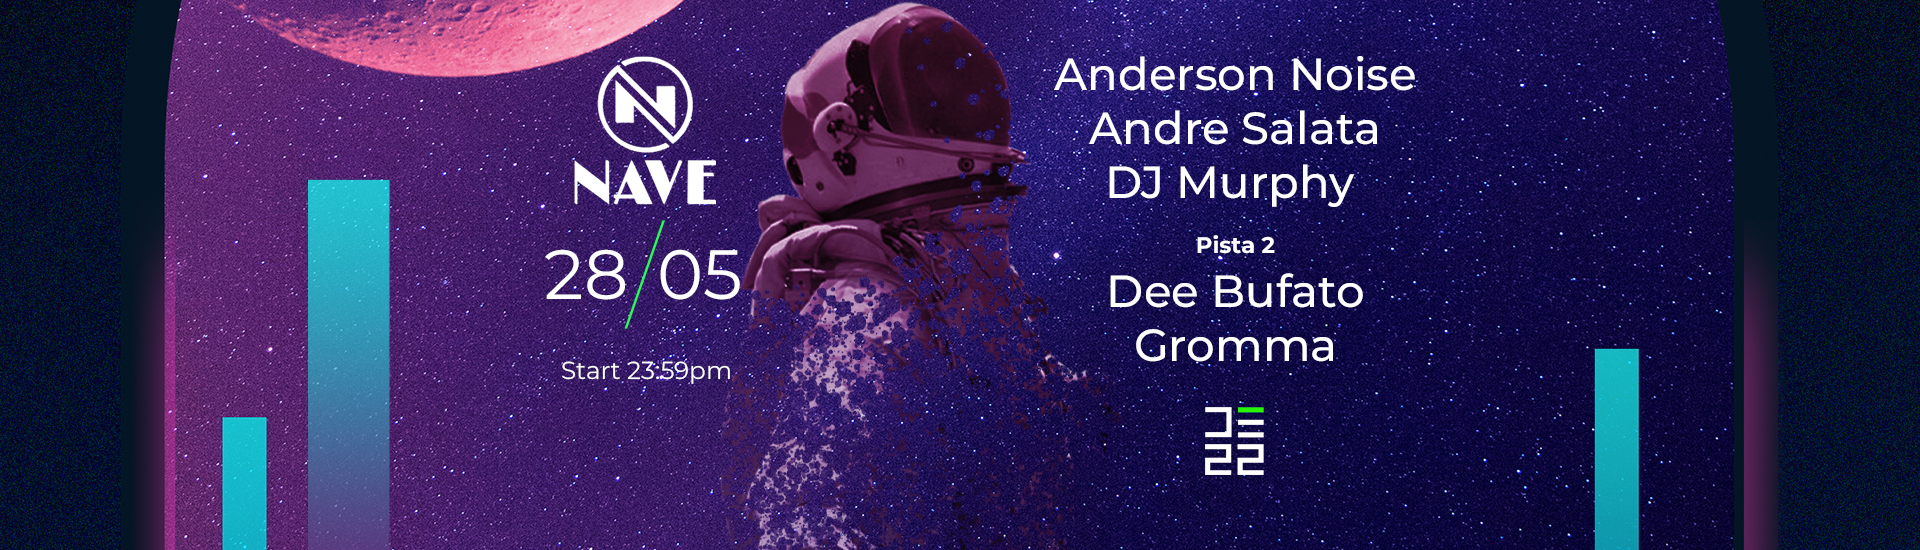 N
NAVE
28/05
Start 23:59pm
Anderson Noise
Andre Salata
DJ Murphy
Pista 2
Dee Bufato
Gromma